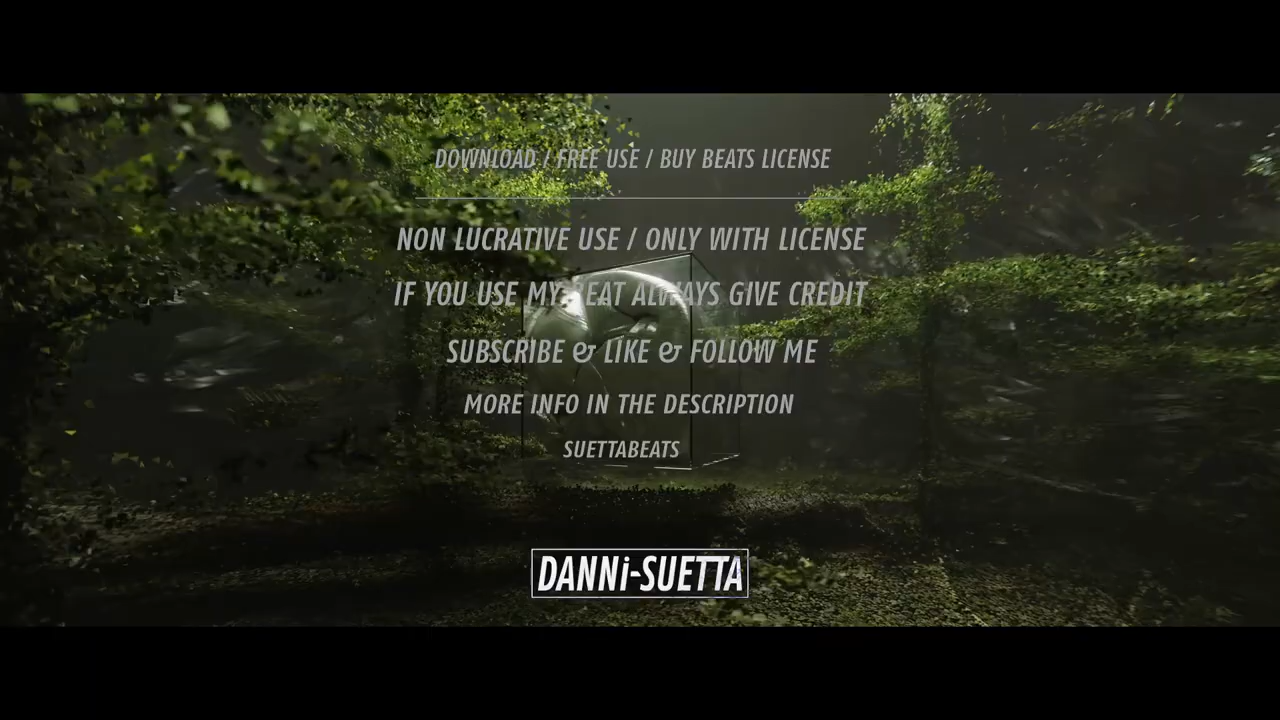 DOWNLOAD / FREE USE / BUY BEATS LICENSE
NON LUCRATIVE USE / ONLY WITH LICENSE
IF YOU USE MY BEAT ALWAYS GIVE CREDIT
SUBSCRIBE & LIKE & FOLLOW ME
MORE INFO IN THE DESCRIPTION
SUETTABEATS
DANNi-SUETTA